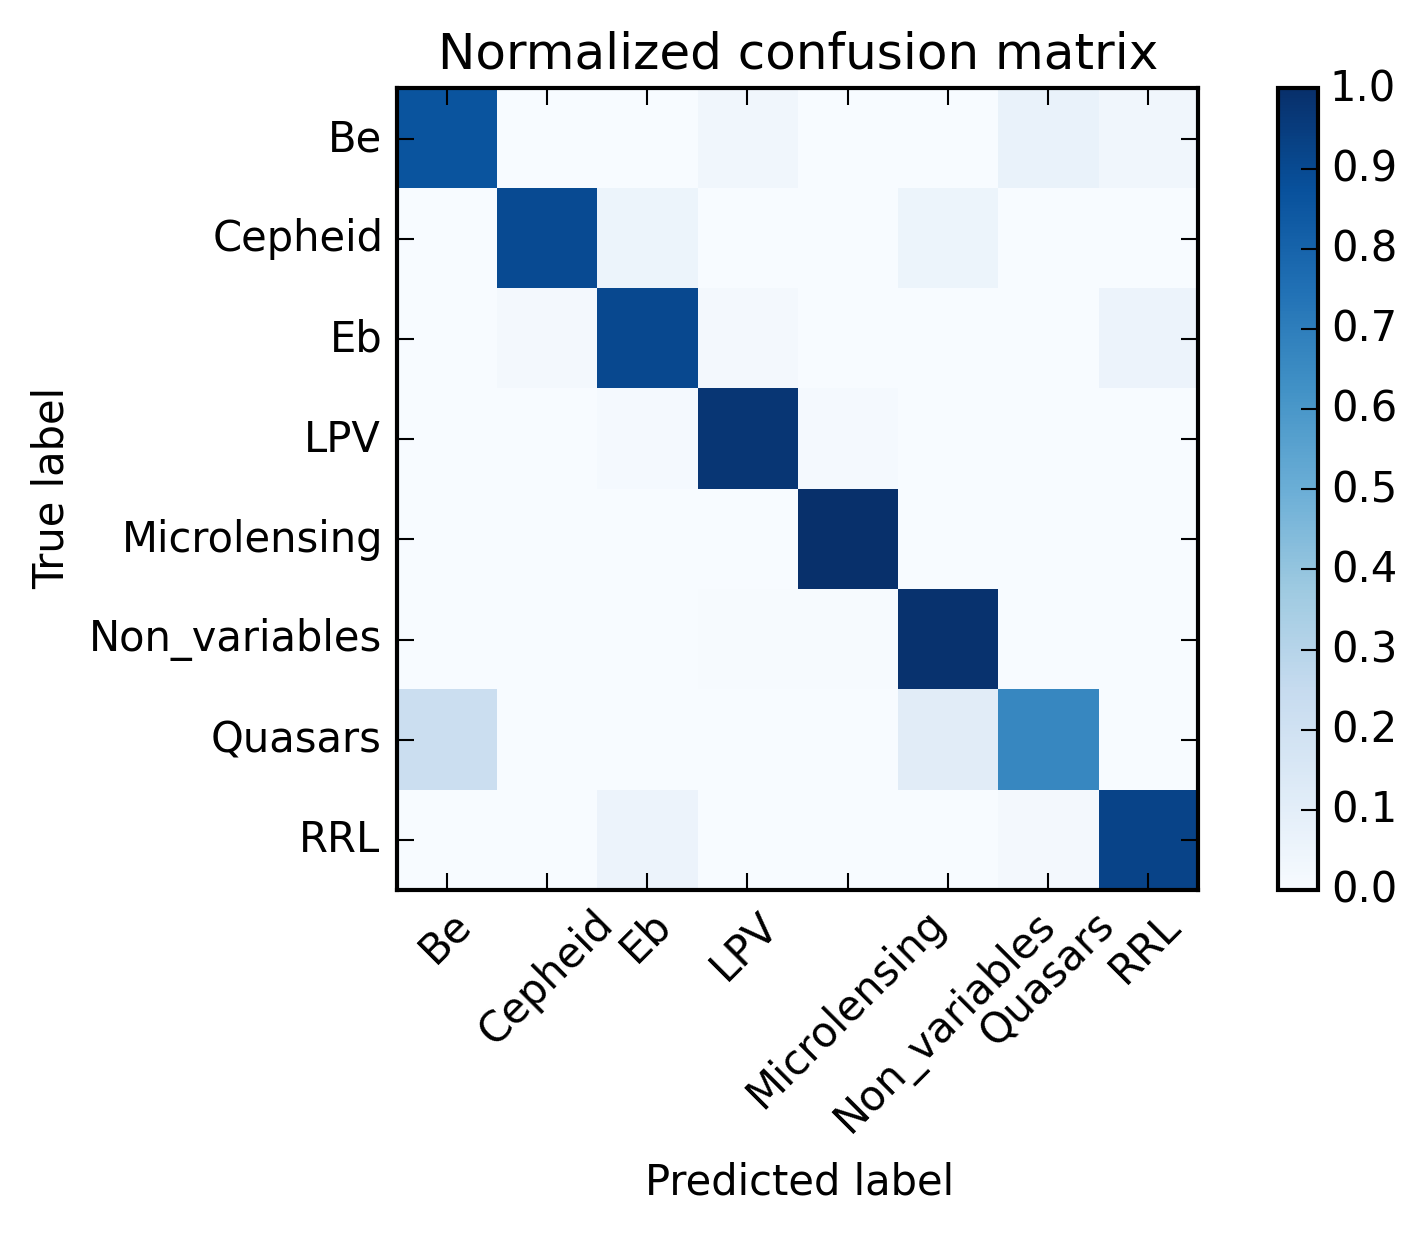 Normalized confusion matrix
True label
Be
Cepheid
Eb
LPV
Microlensing
Non_variables
Quasars
RRL
Be
Cepheid
Eb
LPV
Microlensing
Non_variables
Quasars
RRL
Predicted label
1.0
0.9
0.8
0.7
0.6
0.5
0.4
0.3
0.2
0.1
0.0